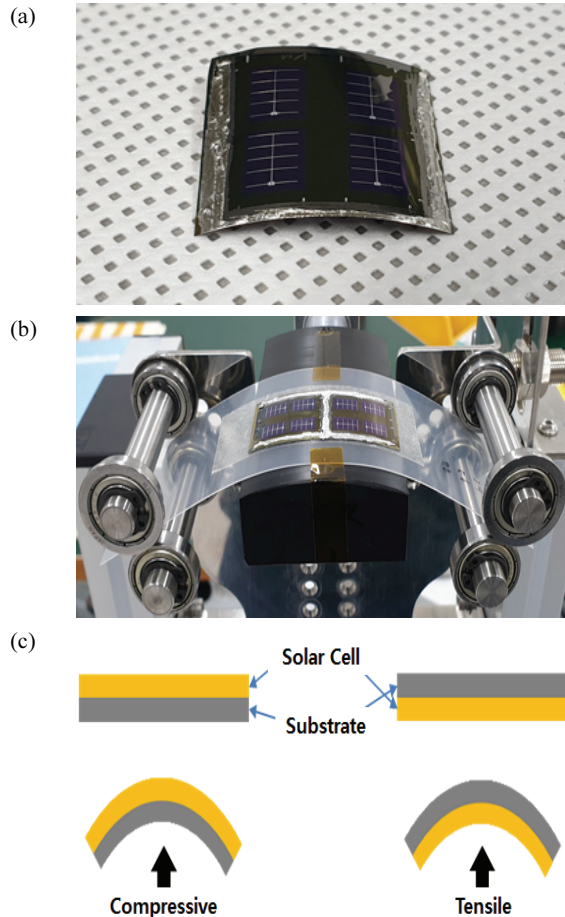 (a)
(b)
(c)
Solar Cell
Substrate
Compressive
Tensile